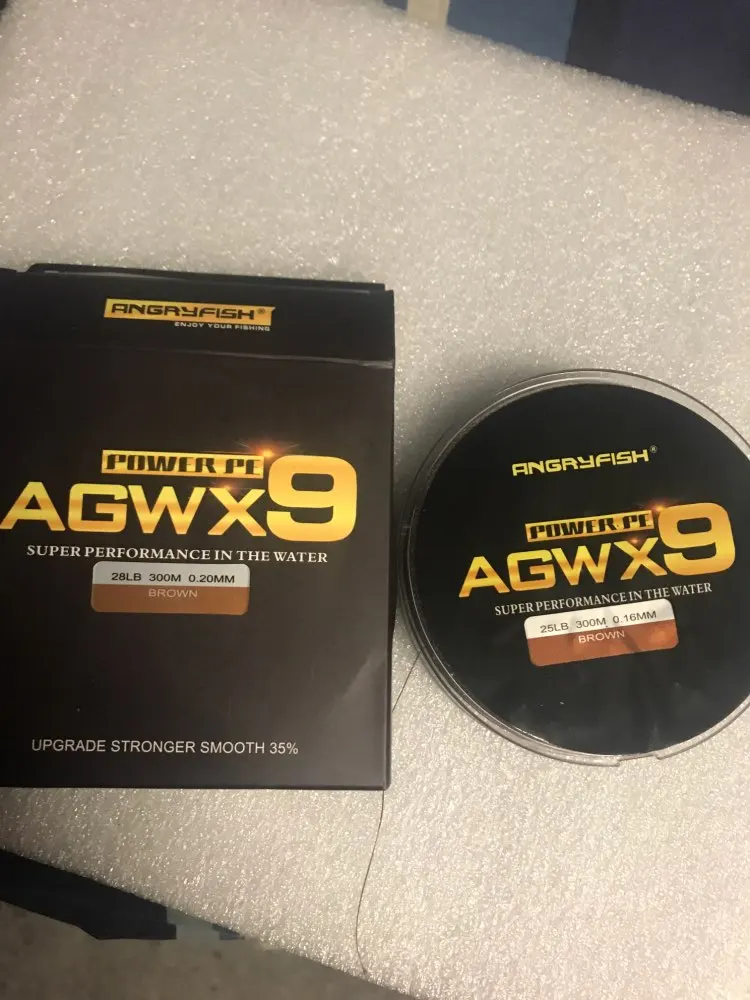 ANGRYFISH®
ENJOY YOUR FISHING
POWER PE
AGWX9
SUPER PERFORMANCE IN THE WATER
28LB 300M 0.20MM
BROWN
UPGRADE STRONGER SMOOTH 35%
ANGRYFISH®
POWER PE
AGWX9
SUPER PERFORMANCE IN THE WATER
25LB 300M 0.16MM
BROWN